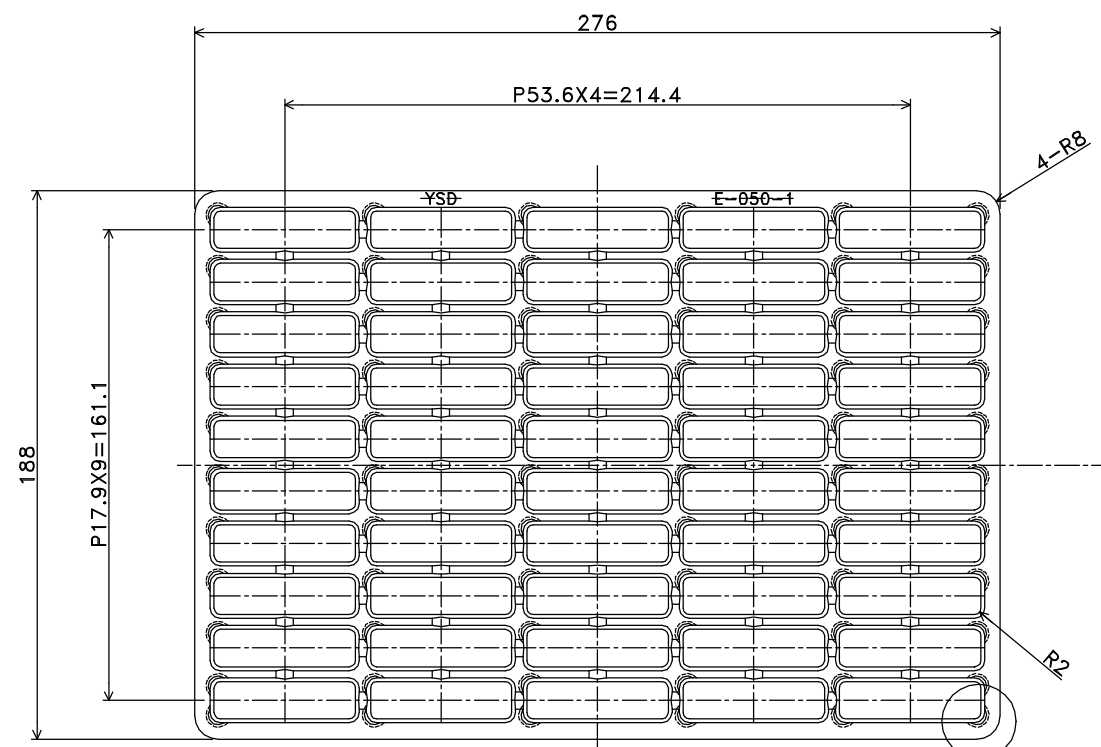 276
P53.6X4=214.4
4-R8
YSD
E-050-1
188
P17.9X9=161.1
R2